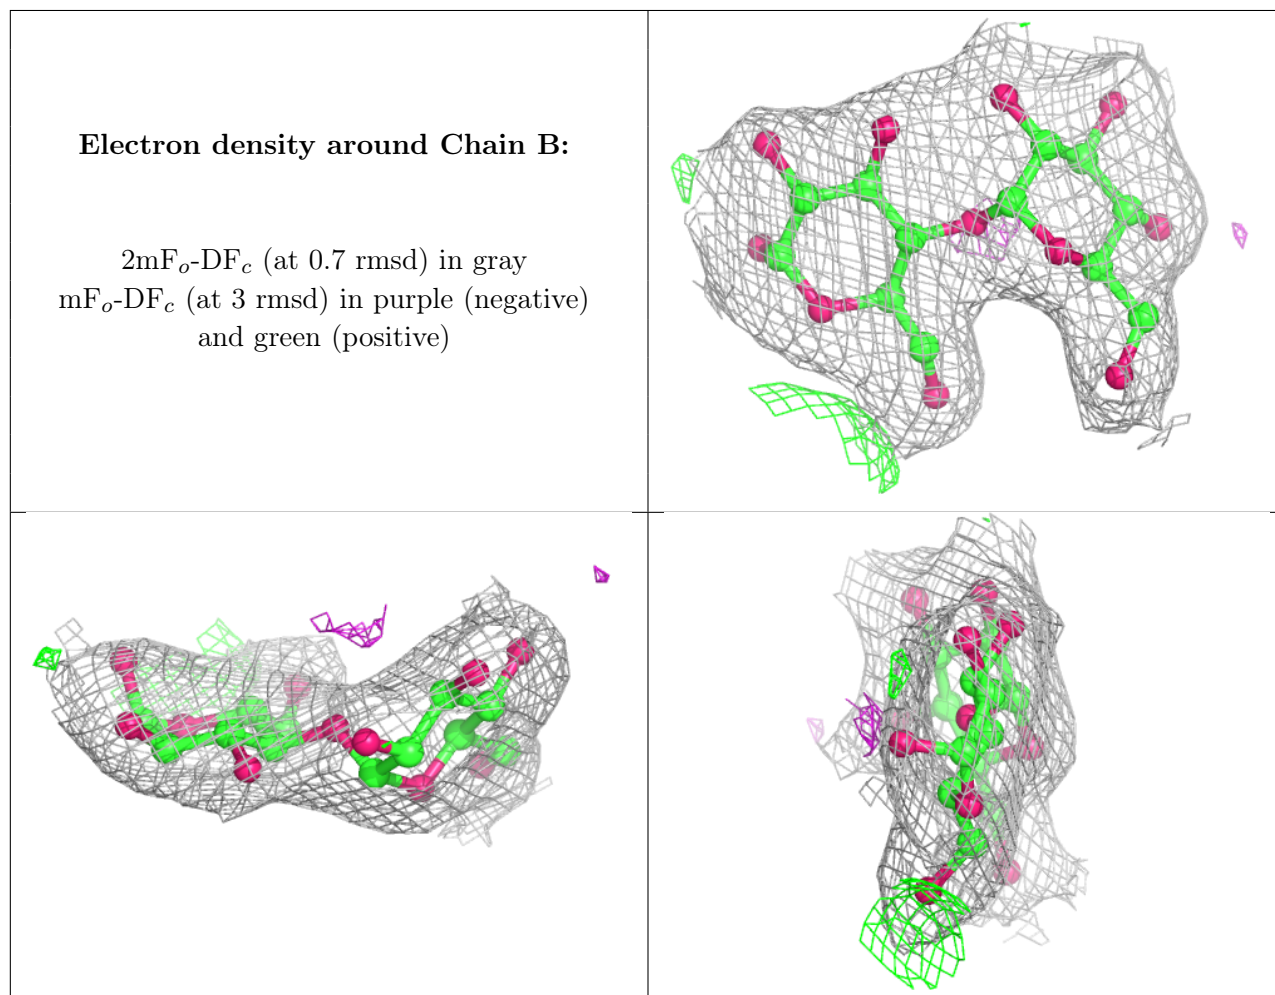 Electron density around Chain B:
2mFₒ-DF𝒸 (at 0.7 rmsd) in gray
mFₒ-DF𝒸 (at 3 rmsd) in purple (negative)
and green (positive)